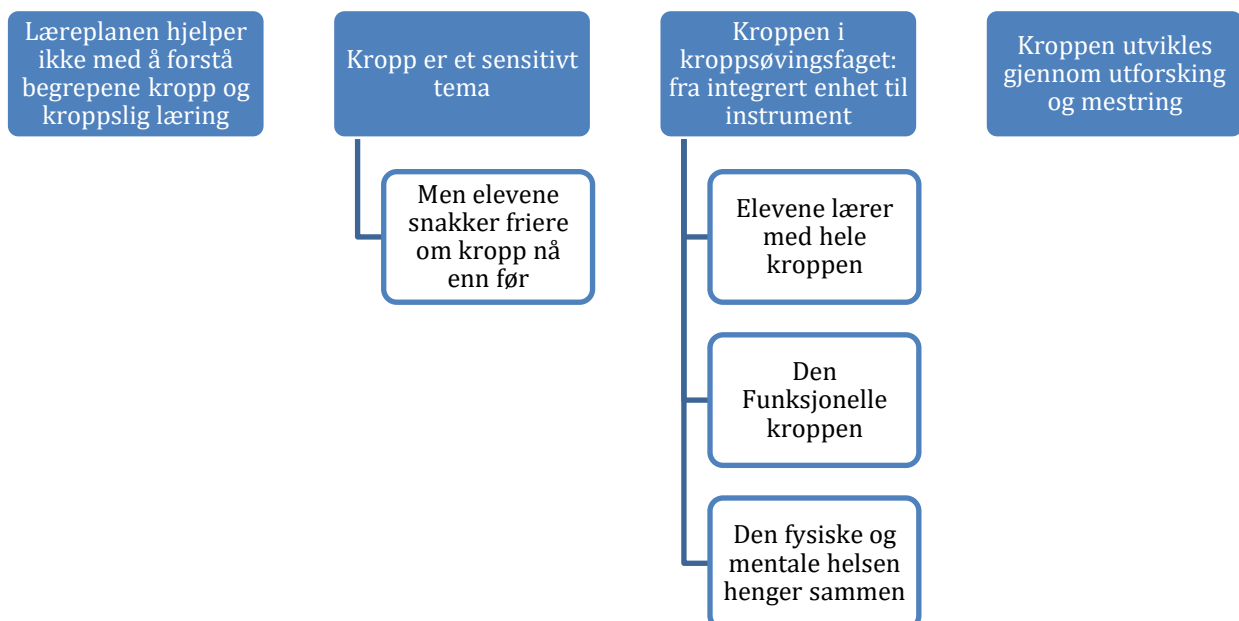 Læreplanen hjelper
ikke med å forstå
begrepene kropp og
kroppslig læring
Kropp er et sensitivt
tema
Men elevene
snakker friere
om kropp nå
enn før
Kroppen i
kroppsøvingsfaget:
fra integrert enhet til
instrument
Elevene lærer
med hele
kroppen
Den
Funksjonelle
kroppen
Den fysiske og
mentale helsen
henger sammen
Kroppen utvikles
gjennom utforsking
og mestring